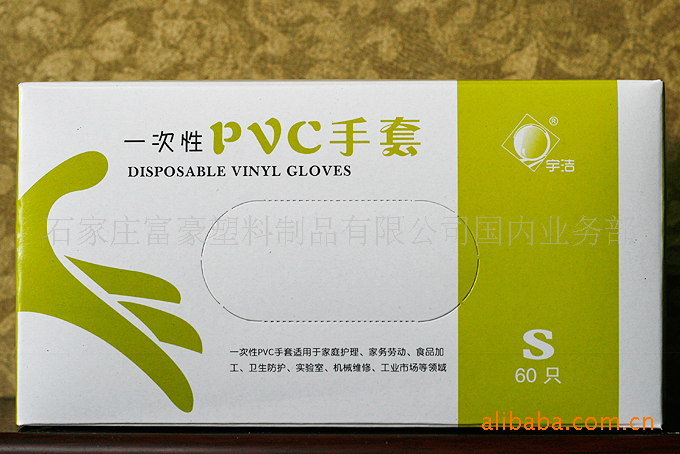 一次性PVC手套
DISPOSABLE VINYL GLOVES
®
宇洁
石家庄富豪塑料制品有限公司国内业务部
一次性PVC手套适用于家庭护理、家务劳动、食品加
工、卫生防护、实验室、机械维修、工业市场等领域
S
60只
alibaba.com.cn